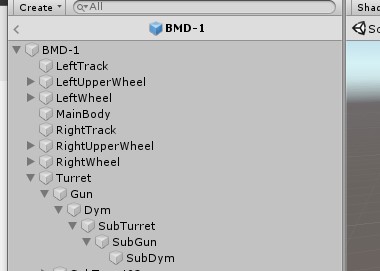 Create
All
Shad
BMD-1
Sc
BMD-1
LeftTrack
LeftUpperWheel
LeftWheel
MainBody
RightTrack
RightUpperWheel
RightWheel
Turret
Gun
Dym
SubTurret
SubGun
SubDym